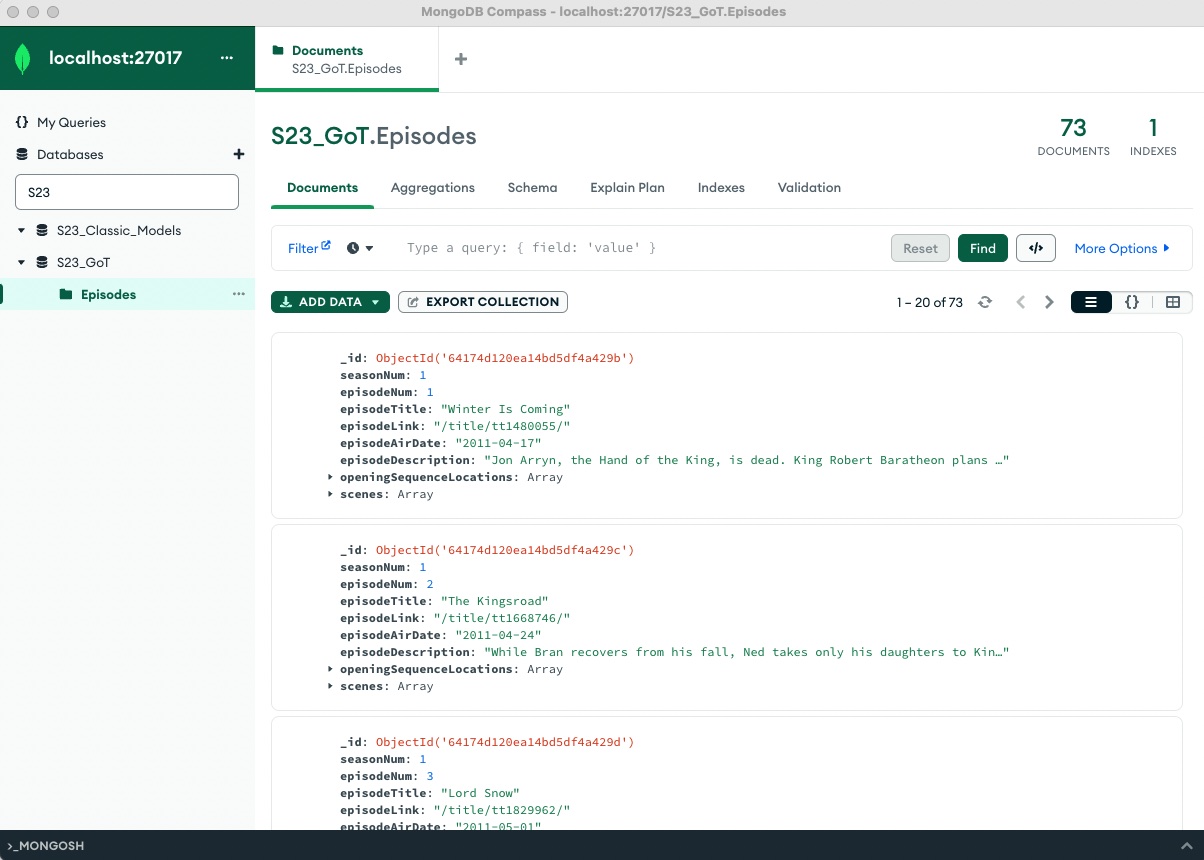 MongoDB Compass - localhost:27017/S23_GoT.Episodes
localhost:27017 ...
Documents
S23_GoT.Episodes
+
{} My Queries
Databases +
S23
S23_Classic_Models
S23_GoT
Episodes ...
S23_GoT.Episodes
73
DOCUMENTS
1
INDEXES
Documents Aggregations Schema Explain Plan Indexes Validation
Filter Type a query: { field: 'value' } Reset Find </> More Options
ADD DATA EXPORT COLLECTION 1 – 20 of 73 {}
_id: ObjectId('64174d120ea14bd5df4a429b')
seasonNum: 1
episodeNum: 1
episodeTitle: "Winter Is Coming"
episodeLink: "/title/tt1480055/"
episodeAirDate: "2011-04-17"
episodeDescription: "Jon Arryn, the Hand of the King, is dead. King Robert Baratheon plans …"
openingSequenceLocations: Array
scenes: Array
_id: ObjectId('64174d120ea14bd5df4a429c')
seasonNum: 1
episodeNum: 2
episodeTitle: "The Kingsroad"
episodeLink: "/title/tt1668746/"
episodeAirDate: "2011-04-24"
episodeDescription: "While Bran recovers from his fall, Ned takes only his daughters to Kin…"
openingSequenceLocations: Array
scenes: Array
_id: ObjectId('64174d120ea14bd5df4a429d')
seasonNum: 1
episodeNum: 3
episodeTitle: "Lord Snow"
episodeLink: "/title/tt1829962/"
episodeAirDate: "2011-05-01"
>_MONGOSH